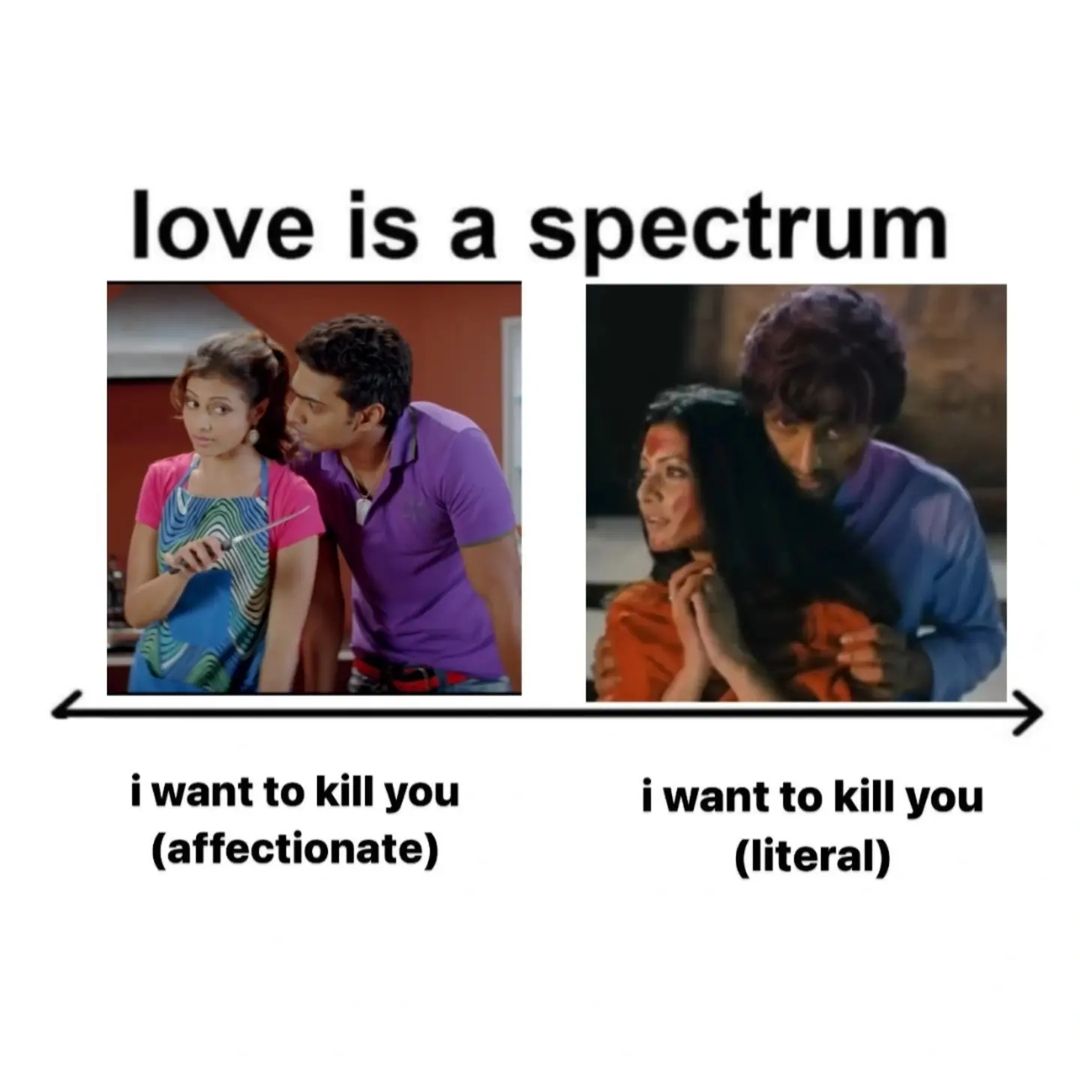 love is a spectrum
i want to kill you
(affectionate)
i want to kill you
(literal)